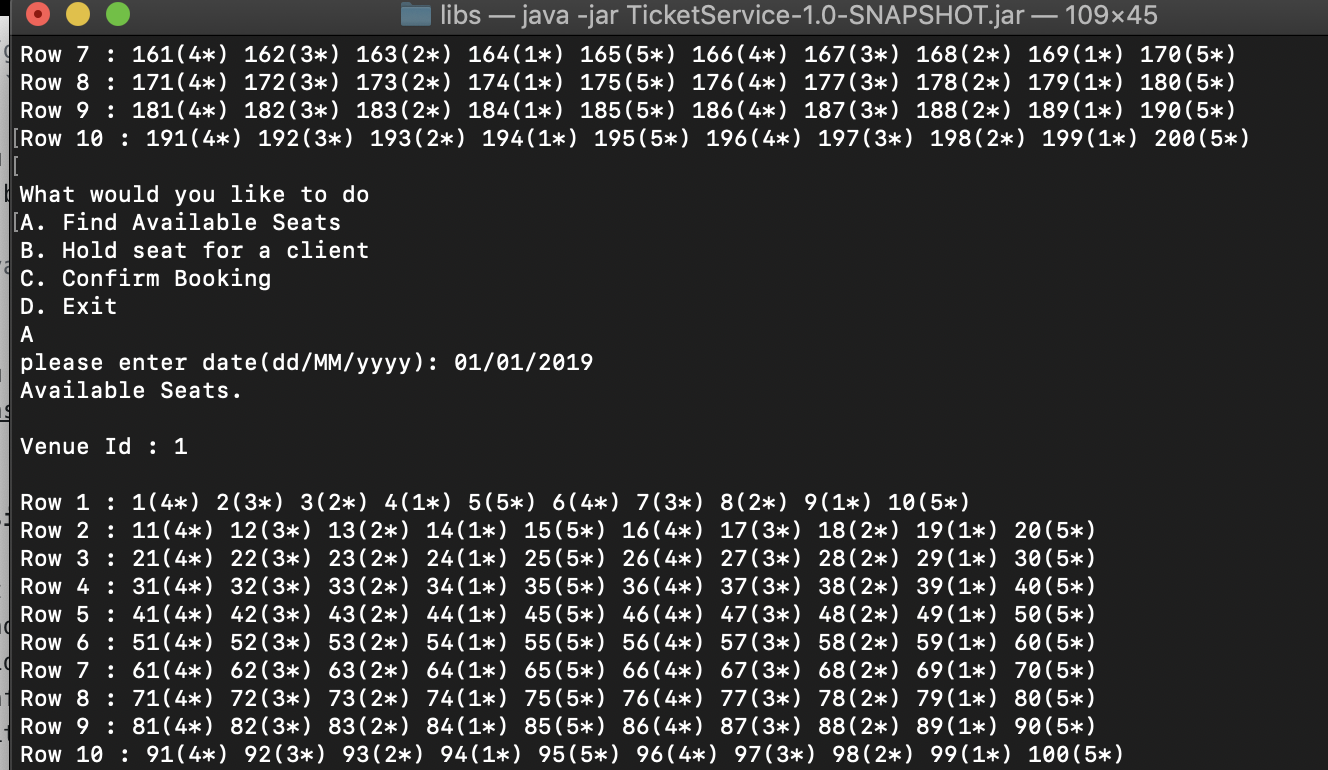 libs — java -jar TicketService-1.0-SNAPSHOT.jar — 109×45
Row 7 : 161(4*) 162(3*) 163(2*) 164(1*) 165(5*) 166(4*) 167(3*) 168(2*) 169(1*) 170(5*)
Row 8 : 171(4*) 172(3*) 173(2*) 174(1*) 175(5*) 176(4*) 177(3*) 178(2*) 179(1*) 180(5*)
Row 9 : 181(4*) 182(3*) 183(2*) 184(1*) 185(5*) 186(4*) 187(3*) 188(2*) 189(1*) 190(5*)
[Row 10 : 191(4*) 192(3*) 193(2*) 194(1*) 195(5*) 196(4*) 197(3*) 198(2*) 199(1*) 200(5*)
[
What would you like to do
[A. Find Available Seats
B. Hold seat for a client
C. Confirm Booking
D. Exit
A
please enter date(dd/MM/yyyy): 01/01/2019
Available Seats.
Venue Id : 1
Row 1 : 1(4*) 2(3*) 3(2*) 4(1*) 5(5*) 6(4*) 7(3*) 8(2*) 9(1*) 10(5*)
Row 2 : 11(4*) 12(3*) 13(2*) 14(1*) 15(5*) 16(4*) 17(3*) 18(2*) 19(1*) 20(5*)
Row 3 : 21(4*) 22(3*) 23(2*) 24(1*) 25(5*) 26(4*) 27(3*) 28(2*) 29(1*) 30(5*)
Row 4 : 31(4*) 32(3*) 33(2*) 34(1*) 35(5*) 36(4*) 37(3*) 38(2*) 39(1*) 40(5*)
Row 5 : 41(4*) 42(3*) 43(2*) 44(1*) 45(5*) 46(4*) 47(3*) 48(2*) 49(1*) 50(5*)
Row 6 : 51(4*) 52(3*) 53(2*) 54(1*) 55(5*) 56(4*) 57(3*) 58(2*) 59(1*) 60(5*)
Row 7 : 61(4*) 62(3*) 63(2*) 64(1*) 65(5*) 66(4*) 67(3*) 68(2*) 69(1*) 70(5*)
Row 8 : 71(4*) 72(3*) 73(2*) 74(1*) 75(5*) 76(4*) 77(3*) 78(2*) 79(1*) 80(5*)
Row 9 : 81(4*) 82(3*) 83(2*) 84(1*) 85(5*) 86(4*) 87(3*) 88(2*) 89(1*) 90(5*)
Row 10 : 91(4*) 92(3*) 93(2*) 94(1*) 95(5*) 96(4*) 97(3*) 98(2*) 99(1*) 100(5*)